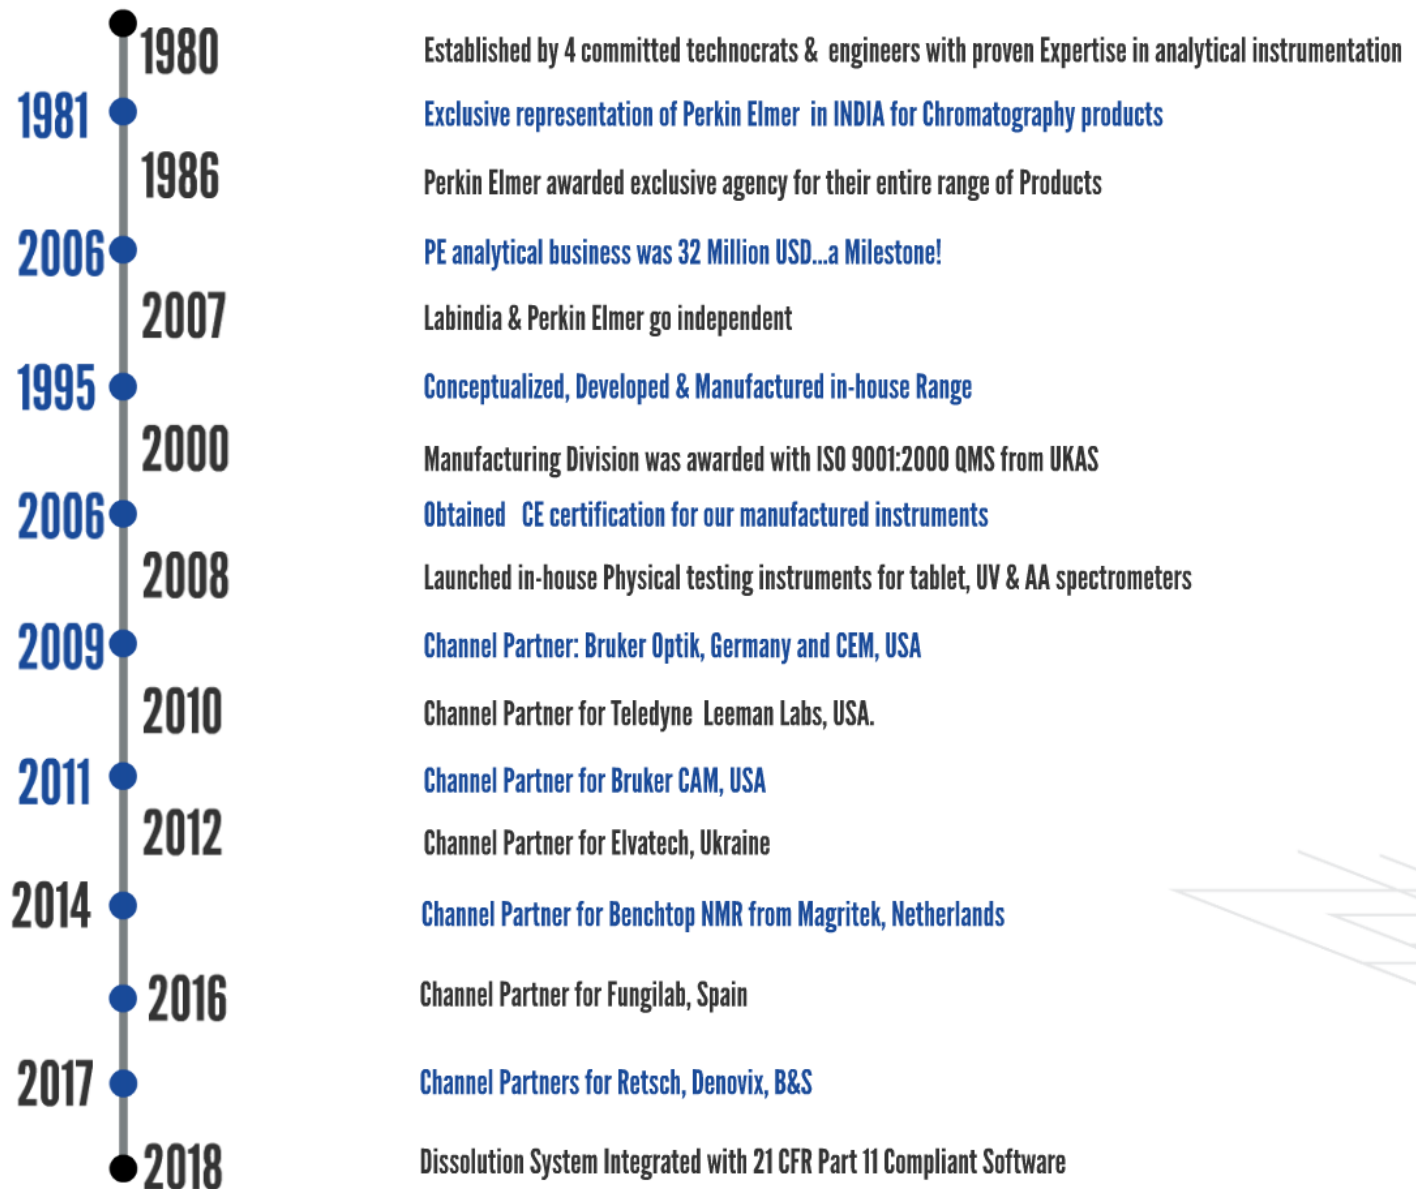 1980 Established by 4 committed technocrats & engineers with proven Expertise in analytical instrumentation
1981 Exclusive representation of Perkin Elmer in INDIA for Chromatography products
1986 Perkin Elmer awarded exclusive agency for their entire range of Products
2006 PE analytical business was 32 Million USD...a Milestone!
2007 Labindia & Perkin Elmer go independent
1995 Conceptualized, Developed & Manufactured in-house Range
2000 Manufacturing Division was awarded with ISO 9001:2000 QMS from UKAS
2006 Obtained CE certification for our manufactured instruments
2008 Launched in-house Physical testing instruments for tablet, UV & AA spectrometers
2009 Channel Partner: Bruker Optik, Germany and CEM, USA
2010 Channel Partner for Teledyne Leeman Labs, USA.
2011 Channel Partner for Bruker CAM, USA
2012 Channel Partner for Elvatech, Ukraine
2014 Channel Partner for Benchtop NMR from Magritek, Netherlands
2016 Channel Partner for Fungilab, Spain
2017 Channel Partners for Retsch, Denovix, B&S
2018 Dissolution System Integrated with 21 CFR Part 11 Compliant Software